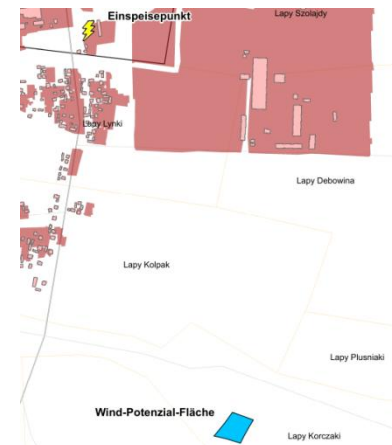 Lapy Szolajdy
Einspeisepunkt
Lapy Lynki
Lapy Debowina
Lapy Kolpak
Lapy Plusniaki
Wind-Potenzial-Fläche
Lapy Korczaki